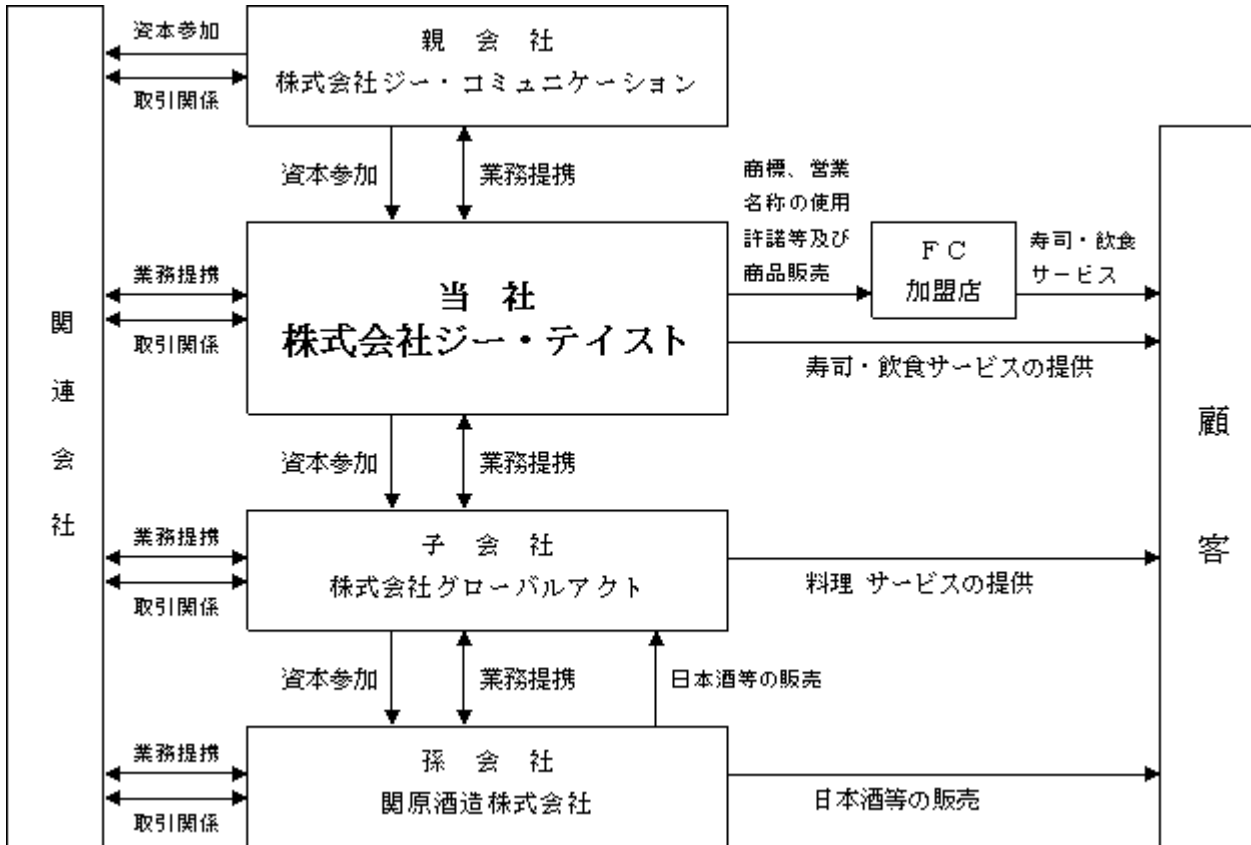 資本参加
取引関係
親会社
株式会社ジー・コミュニケーション
資本参加
業務提携
商標、営業
名称の使用
許諾等及び
商品販売
FC
加盟店
寿司・飲食
サービス
業務提携
取引関係
当社
株式会社ジー・テイスト
寿司・飲食サービスの提供
関連会社
顧客
資本参加
業務提携
業務提携
取引関係
子会社
株式会社グローバルアクト
料理 サービスの提供
資本参加
業務提携
日本酒等の販売
業務提携
取引関係
孫会社
関原酒造株式会社
日本酒等の販売